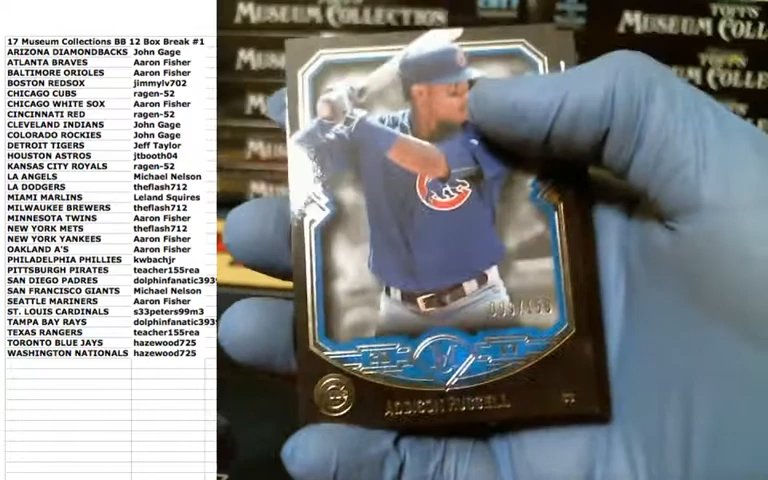 17 Museum Collections BB 12 Box Break #1
ARIZONA DIAMONDBACKS John Gage
ATLANTA BRAVES Aaron Fisher
BALTIMORE ORIOLES Aaron Fisher
BOSTON REDSOX jimmylv702
CHICAGO CUBS ragen-52
CHICAGO WHITE SOX Aaron Fisher
CINCINNATI RED ragen-52
CLEVELAND INDIANS John Gage
COLORADO ROCKIES John Gage
DETROIT TIGERS Jeff Taylor
HOUSTON ASTROS jtbooth04
KANSAS CITY ROYALS ragen-52
LA ANGELS Michael Nelson
LA DODGERS theflash712
MIAMI MARLINS Leland Squires
MILWAUKEE BREWERS theflash712
MINNESOTA TWINS Aaron Fisher
NEW YORK METS theflash712
NEW YORK YANKEES Aaron Fisher
OAKLAND A'S Aaron Fisher
PHILADELPHIA PHILLIES kwbachjr
PITTSBURGH PIRATES teacher155rea
SAN DIEGO PADRES dolphinfanatic393
SAN FRANCISCO GIANTS Michael Nelson
SEATTLE MARINERS Aaron Fisher
ST. LOUIS CARDINALS s33peters99m3
TAMPA BAY RAYS dolphinfanatic393
TEXAS RANGERS teacher155rea
TORONTO BLUE JAYS hazewood725
WASHINGTON NATIONALS hazewood725
MUSEUM COLLECTION
TOPPS
MUSEUM COLL
TOPPS
MUSEUM COLLE
20 M 17
ADDISON RUSSELL